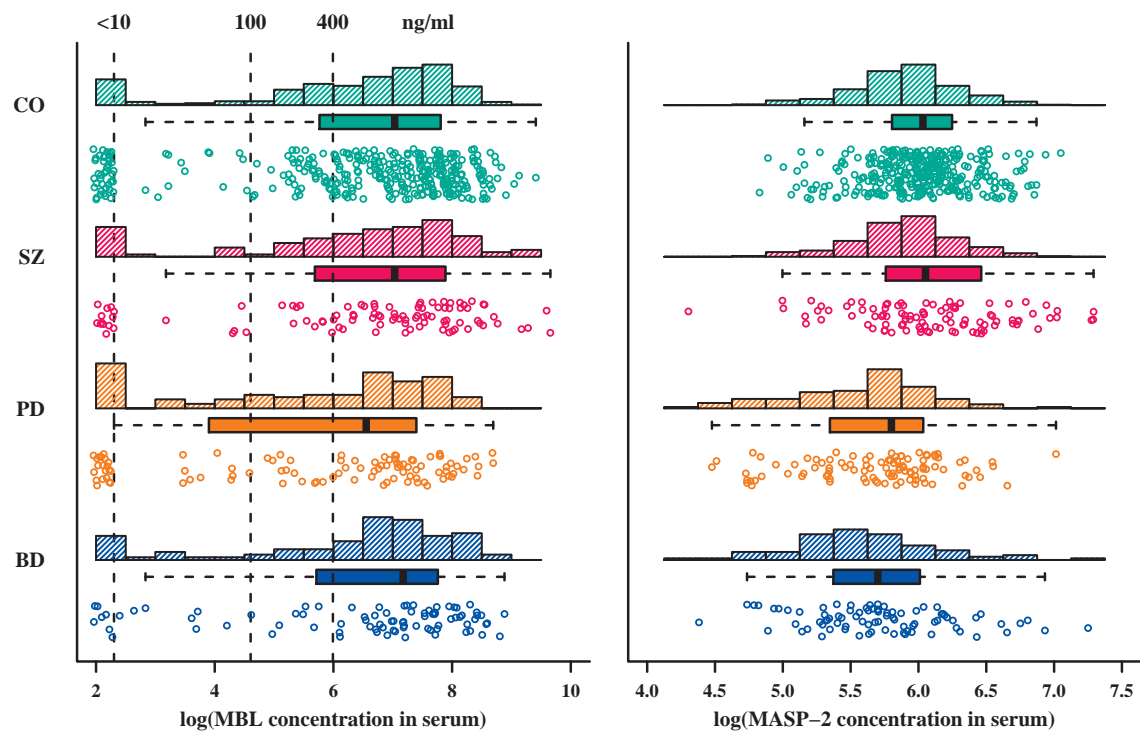 <10 100 400 ng/ml
CO
SZ
PD
BD
2 4 6 8 10
4.0 4.5 5.0 5.5 6.0 6.5 7.0 7.5
log(MBL concentration in serum)
log(MASP−2 concentration in serum)